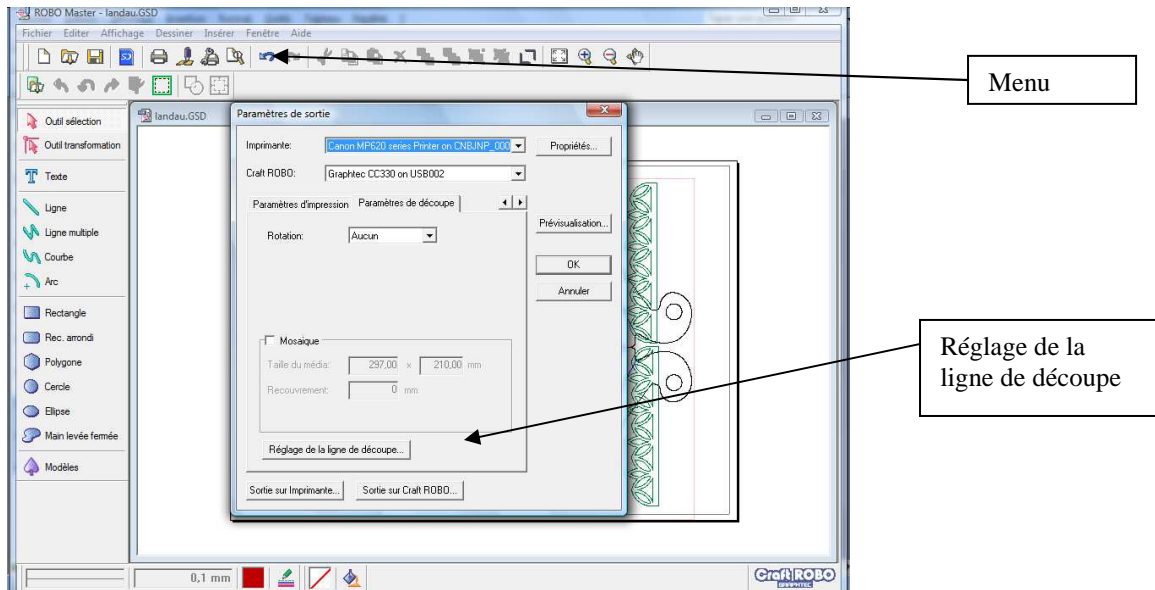 ROBO Master - landau.GSD
Fichier Editer Affichage Dessiner Insérer Fenêtre Aide
Menu
Outil sélection
Outil transformation
Texte
Ligne
Ligne multiple
Courbe
Arc
Rectangle
Rec. arrondi
Polygone
Cercle
Ellipse
Main levée fermée
Modèles
landau.GSD
Paramètres de sortie
Imprimante: Canon MP620 series Printer on CNBJNP_000 Propriétés...
Craft ROBO: Graphtec CC330 on USB002
Paramètres d'impression Paramètres de découpe
Prévisualisation...
Rotation: Aucun
OK
Annuler
Mosaique
Taille du média: 297,00 x 210,00 mm
Recouvrement: 0 mm
Réglage de la ligne de découpe...
Sortie sur Imprimante... Sortie sur Craft ROBO...
Réglage de la
ligne de découpe
0,1 mm
Craft ROBO
GRAPHTEC